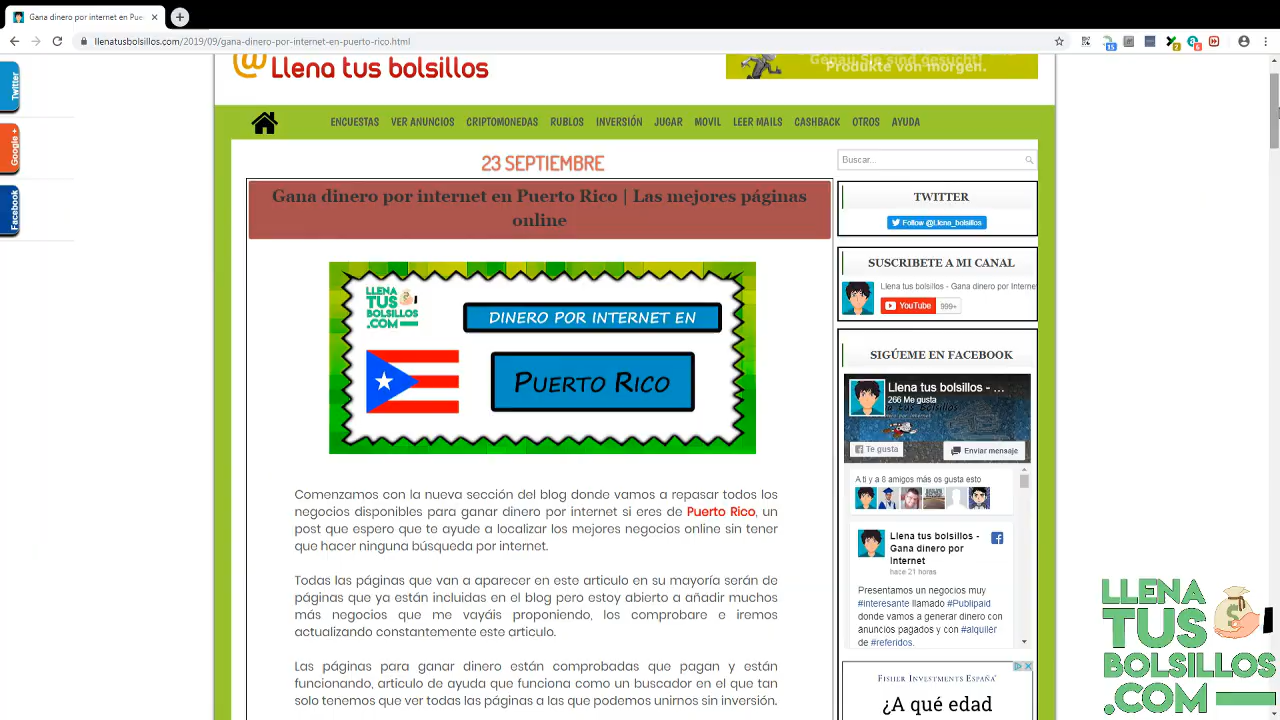 Gana dinero por internet en Pue
llenatusbolsillos.com/2019/09/gana-dinero-por-internet-en-puerto-rico.html
Twitter
Google +
Facebook
@Llena tus bolsillos
Produkte von morgen.
ENCUESTAS VER ANUNCIOS CRIPTOMONEDAS RUBLOS INVERSIÓN JUGAR MOVIL LEER MAILS CASHBACK OTROS AYUDA
23 SEPTIEMBRE
Gana dinero por internet en Puerto Rico | Las mejores páginas
online
LLENA
TUS
BOLSILLOS
.COM
DINERO POR INTERNET EN
PUERTO RICO
Comenzamos con la nueva sección del blog donde vamos a repasar todos los
negocios disponibles para ganar dinero por internet si eres de Puerto Rico, un
post que espero que te ayude a localizar los mejores negocios online sin tener
que hacer ninguna búsqueda por internet.
Todas las páginas que van a aparecer en este articulo en su mayoría serán de
páginas que ya están incluidas en el blog pero estoy abierto a añadir muchos
más negocios que me vayáis proponiendo, los comprobare e iremos
actualizando constantemente este articulo.
Las páginas para ganar dinero están comprobadas que pagan y están
funcionando, articulo de ayuda que funciona como un buscador en el que tan
solo tenemos que ver todas las páginas a las que podemos unirnos sin inversión.
Buscar...
TWITTER
Follow @Llena_bolsillos
SUSCRIBETE A MI CANAL
Llena tus bolsillos - Gana dinero por Interne
YouTube 999+
SIGÚEME EN FACEBOOK
Llena tus bolsillos - ...
266 Me gusta
Te gusta
Enviar mensaje
A ti y a 8 amigos más os gusta esto
Llena tus bolsillos -
Gana dinero por
Internet
hace 21 horas
Presentamos un negocios muy
#interesante llamado #Publipaid
donde vamos a generar dinero con
anuncios pagados y con #alquiler
de #referidos.
FISHER INVESTMENTS ESPAÑA
¿A qué edad
LLENA
TUS
BOLSILLOS
.COM